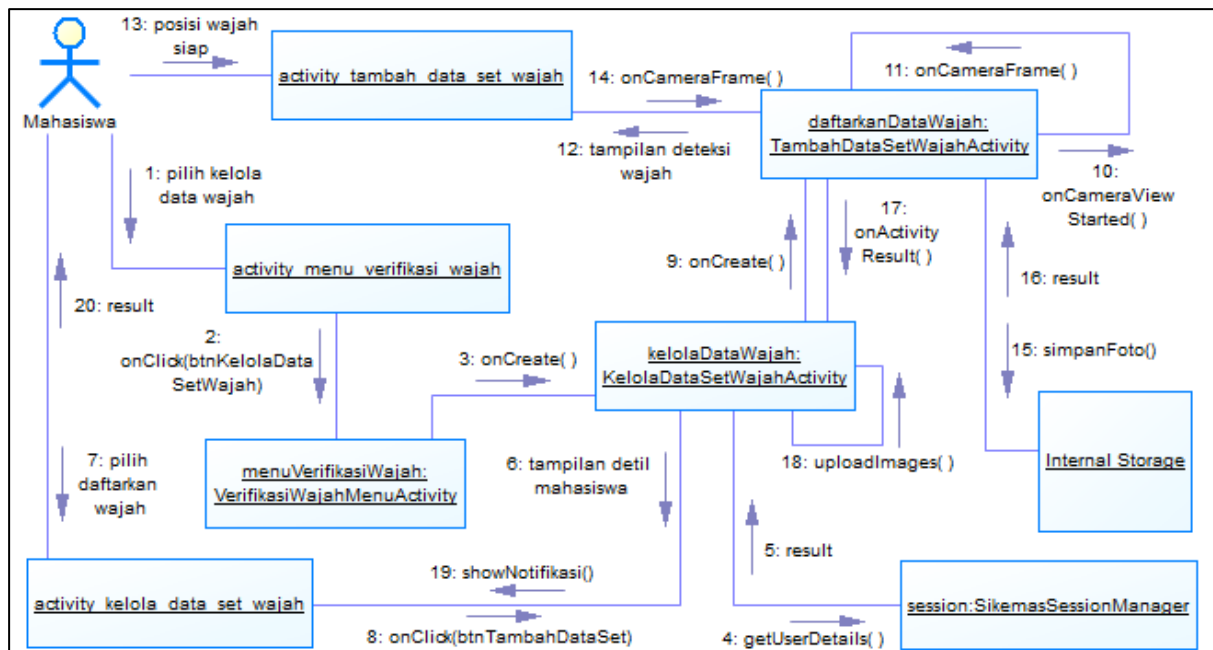 13: posisi wajah
siap
activity_tambah_data_set_wajah
14: onCameraFrame( )
11: onCameraFrame( )
Mahasiswa
daftarkanDataWajah:
TambahDataSetWajahActivity
12: tampilan deteksi
wajah
10:
onCameraView
Started( )
1: pilih kelola
data wajah
17:
onActivity
Result( )
activity_menu_verifikasi_wajah
9: onCreate( )
16: result
20: result
2:
onClick(btnKelolaData
SetWajah)
3: onCreate( )
kelolaDataWajah:
KelolaDataSetWajahActivity
15: simpanFoto()
7: pilih
daftarkan
wajah
menuVerifikasiWajah:
VerifikasiWajahMenuActivity
6: tampilan detil
mahasiswa
18: uploadImages( )
Internal Storage
5: result
19: showNotifikasi()
activity_kelola_data_set_wajah
session:SikemasSessionManager
8: onClick(btnTambahDataSet)
4: getUserDetails( )